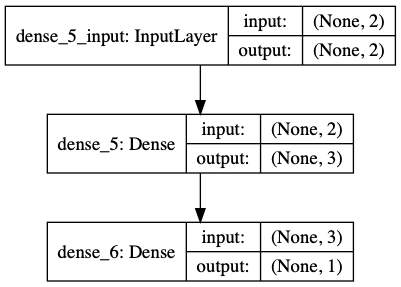 dense_5_input: InputLayer
input: (None, 2)
output: (None, 2)
dense_5: Dense
input: (None, 2)
output: (None, 3)
dense_6: Dense
input: (None, 3)
output: (None, 1)